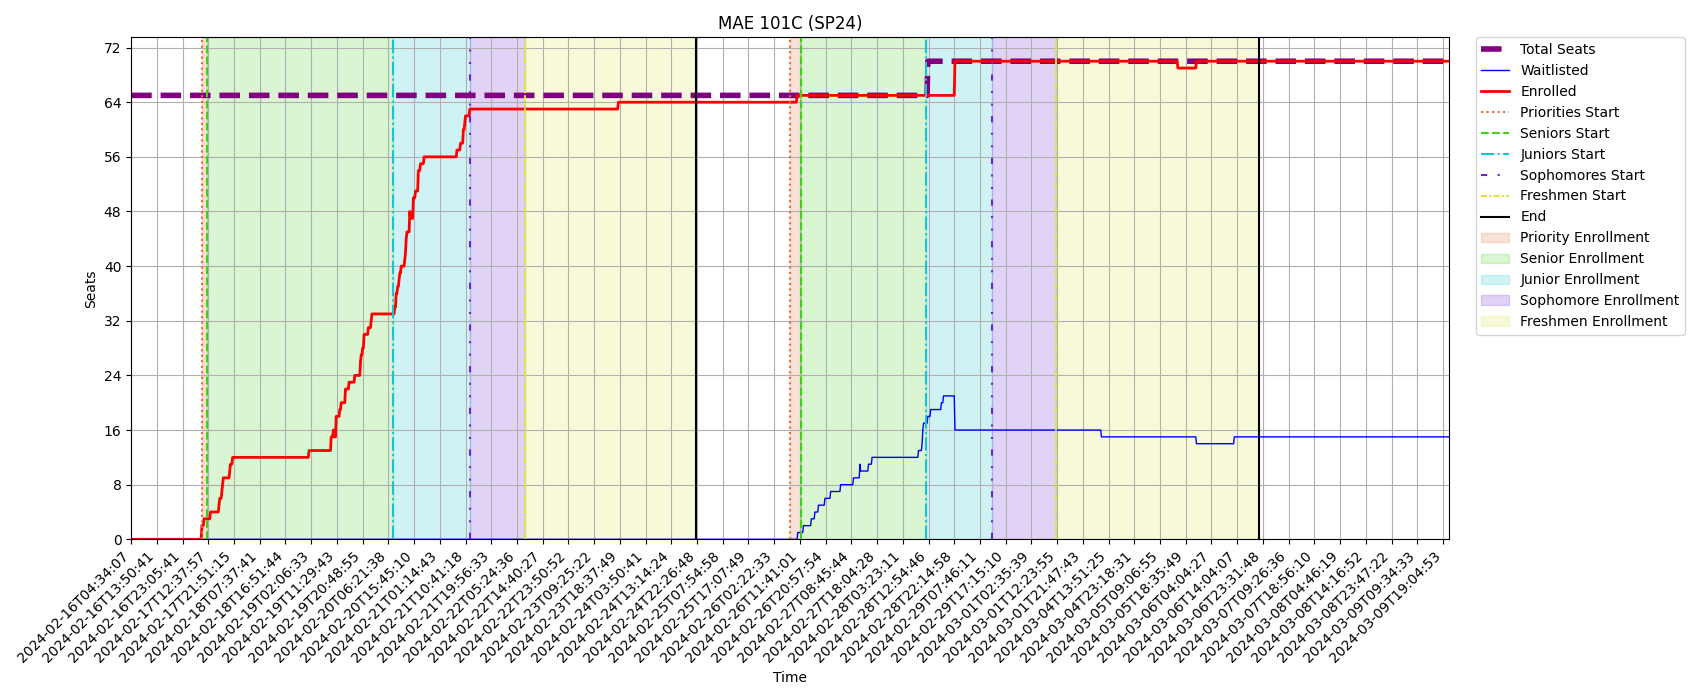 MAE 101C (SP24)
72
64
56
48
40
32
24
16
8
0
Seats
2024-02-16T04:34:07
2024-02-16T13:50:41
2024-02-16T23:05:41
2024-02-17T12:37:57
2024-02-17T21:51:15
2024-02-18T07:37:41
2024-02-18T16:51:44
2024-02-19T02:06:33
2024-02-19T11:29:43
2024-02-19T20:48:55
2024-02-20T06:21:38
2024-02-20T15:45:10
2024-02-21T01:14:43
2024-02-21T10:41:18
2024-02-21T19:56:33
2024-02-22T05:24:36
2024-02-22T14:40:27
2024-02-22T23:50:52
2024-02-23T09:25:22
2024-02-23T18:37:49
2024-02-24T03:50:41
2024-02-24T13:14:24
2024-02-24T22:26:48
2024-02-25T07:54:58
2024-02-25T17:07:49
2024-02-26T02:22:33
2024-02-26T11:41:01
2024-02-26T20:57:54
2024-02-27T08:45:44
2024-02-27T18:04:28
2024-02-28T03:23:11
2024-02-28T12:54:46
2024-02-28T22:14:58
2024-02-29T07:46:11
2024-02-29T17:15:10
2024-03-01T02:35:39
2024-03-01T12:23:55
2024-03-01T21:47:43
2024-03-04T13:51:25
2024-03-04T23:18:31
2024-03-05T09:06:55
2024-03-05T18:35:49
2024-03-06T04:04:27
2024-03-06T14:04:07
2024-03-06T23:31:48
2024-03-07T09:26:36
2024-03-07T18:56:10
2024-03-08T04:46:19
2024-03-08T14:16:52
2024-03-08T23:47:22
2024-03-09T09:34:33
2024-03-09T19:04:53
Time
Total Seats
Waitlisted
Enrolled
Priorities Start
Seniors Start
Juniors Start
Sophomores Start
Freshmen Start
End
Priority Enrollment
Senior Enrollment
Junior Enrollment
Sophomore Enrollment
Freshmen Enrollment